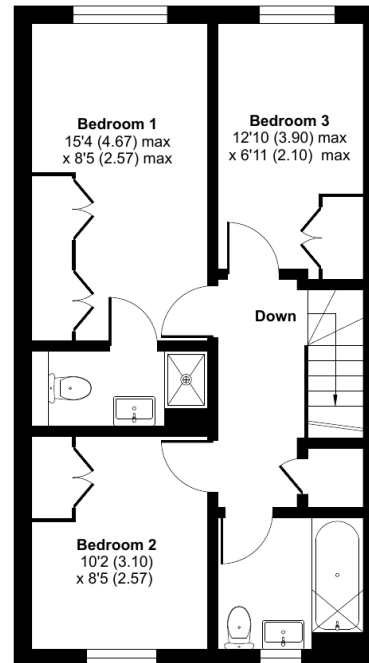 Bedroom 1
15'4 (4.67) max
x 8'5 (2.57) max
Bedroom 3
12'10 (3.90) max
x 6'11 (2.10) max
Down
Bedroom 2
10'2 (3.10)
x 8'5 (2.57)